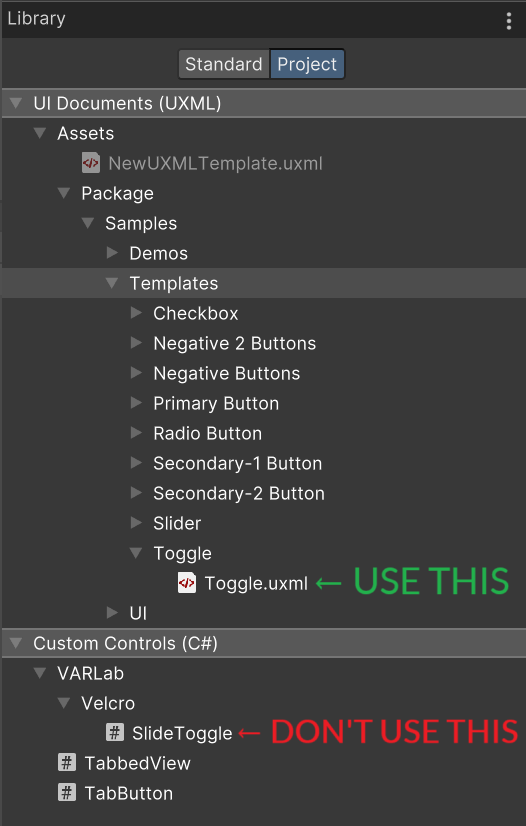 Library
Standard Project
UI Documents (UXML)
Assets
NewUXMLTemplate.uxml
Package
Samples
Demos
Templates
Checkbox
Negative 2 Buttons
Negative Buttons
Primary Button
Radio Button
Secondary-1 Button
Secondary-2 Button
Slider
Toggle
Toggle.uxml ← USE THIS
UI
Custom Controls (C#)
VARLab
Velcro
# SlideToggle ← DON'T USE THIS
# TabbedView
# TabButton